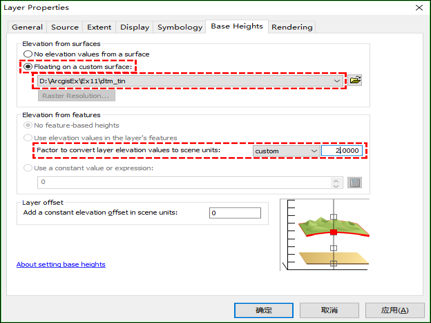 Layer Properties
General Source Extent Display Symbology Base Heights Rendering
Elevation from surfaces
No elevation values from a surface
Floating on a custom surface:
D:\ArcgisEx\Ex11\dtm_tin
Raster Resolution...
Elevation from features
No feature-based heights
Use elevation values in the layer's features
Factor to convert layer elevation values to scene units: custom 2.0000
Use a constant value or expression:
0
Layer offset
Add a constant elevation offset in scene units: 0
About setting base heights
确定 取消 应用(A)